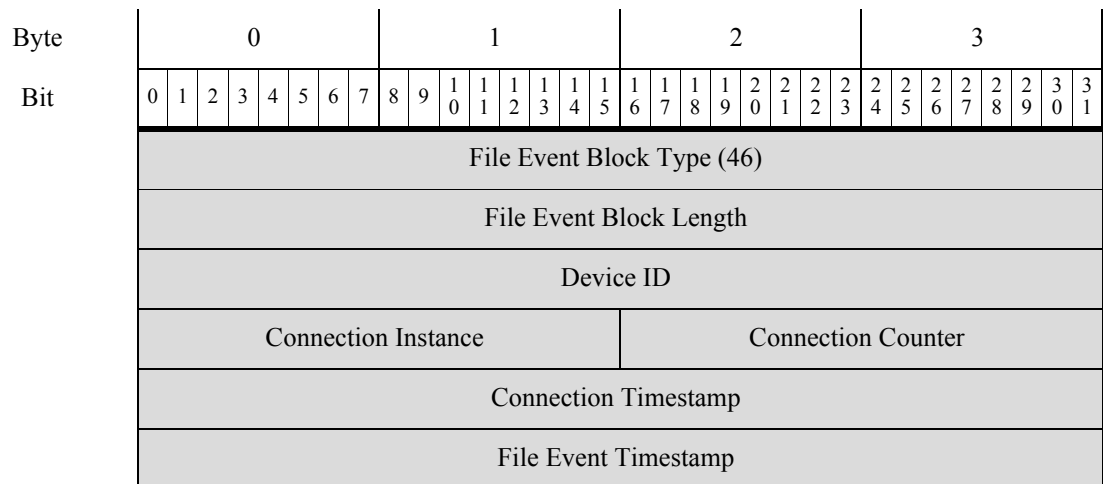 Byte 0 1 2 3
Bit 0 1 2 3 4 5 6 7 8 9 10 11 12 13 14 15 16 17 18 19 20 21 22 23 24 25 26 27 28 29 30 31
File Event Block Type (46)
File Event Block Length
Device ID
Connection Instance Connection Counter
Connection Timestamp
File Event Timestamp